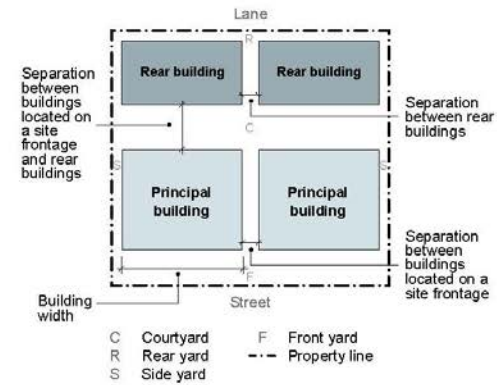 Lane
R
Rear building
Rear building
Separation
between
buildings
located on
a site
frontage
and rear
buildings
Separation
between rear
buildings
C
S
S
Principal
building
Principal
building
Separation
between
buildings
located on a
site frontage
F
Building
width
Street
C Courtyard
R Rear yard
S Side yard
F Front yard
Property line